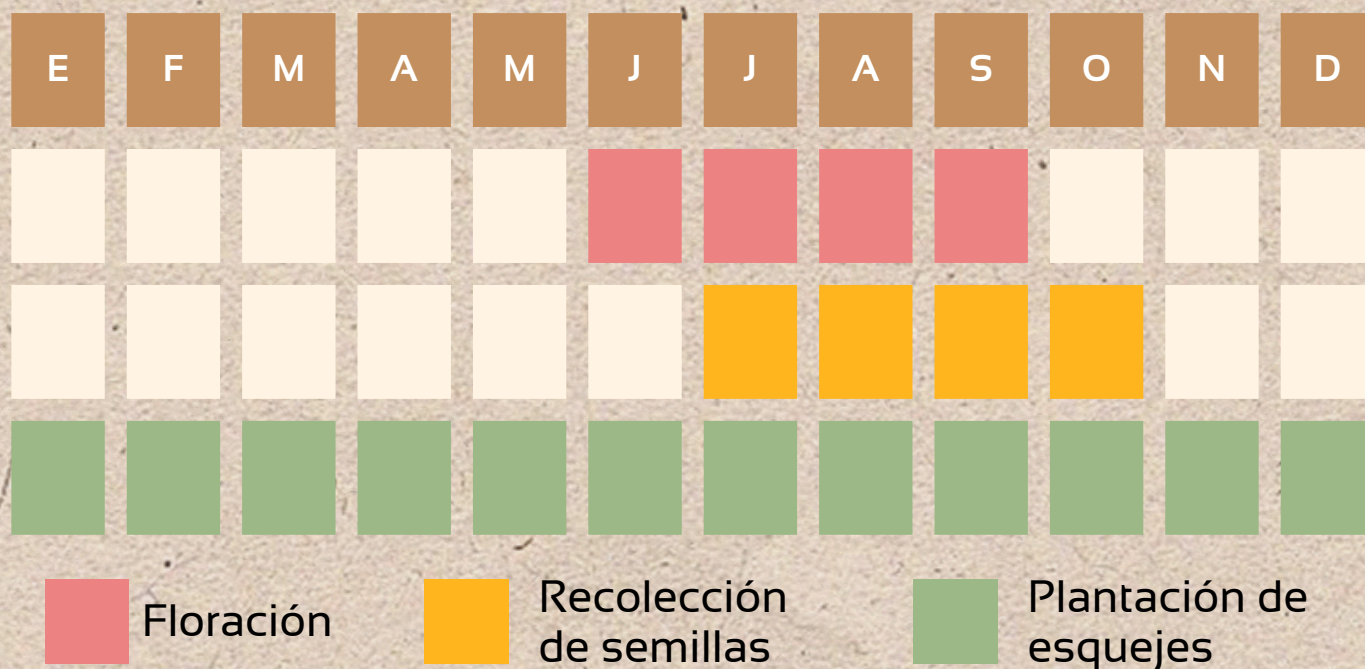 E F M A M J J A S O N D
Floración
Recolección
de semillas
Plantación de
esquejes